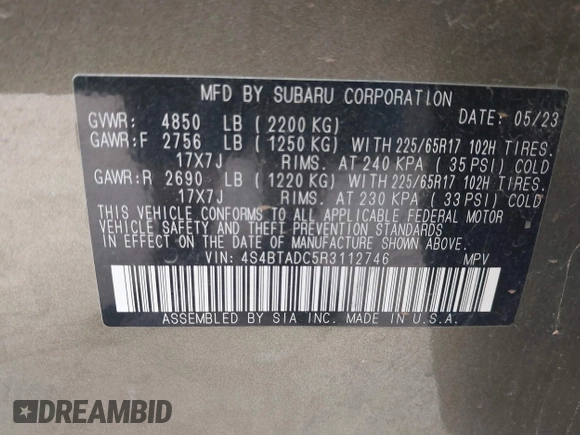 MFD BY SUBARU CORPORATION DATE: 05/23
GVWR: 4850 LB (2200 KG)
GAWR:F 2756 LB (1250 KG) WITH 225/65R17 102H TIRES.
17X7J RIMS. AT 240 KPA (35 PSI) COLD
GAWR:R 2690 LB (1220 KG) WITH 225/65R17 102H TIRES.
17X7J RIMS. AT 230 KPA (33 PSI) COLD
THIS VEHICLE CONFORMS TO ALL APPLICABLE FEDERAL MOTOR
VEHICLE SAFETY AND THEFT PREVENTION STANDARDS
IN EFFECT ON THE DATE OF MANUFACTURE SHOWN ABOVE.
VIN: 4S4BTADC5R3112746 MPV
ASSEMBLED BY SIA INC. MADE IN U.S.A.
DREAMBID